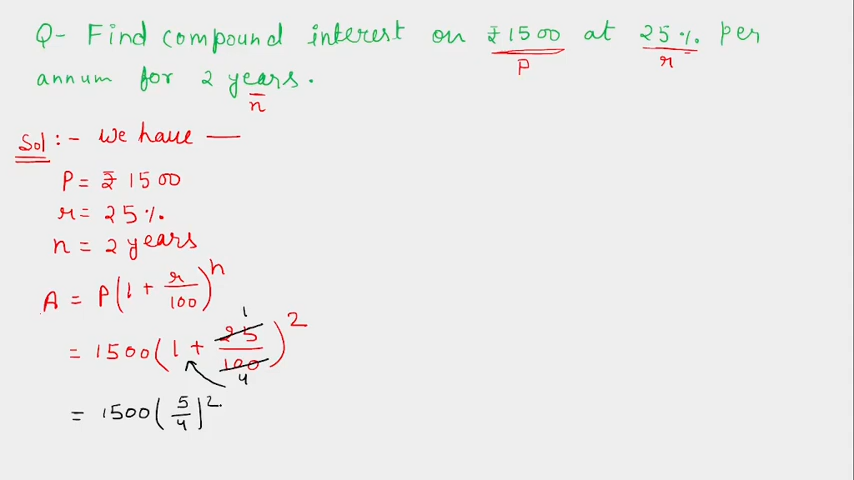 Q- Find compound interest on ₹1500 at 25% per
P
r
annum for 2 years.
n
Sol :- we have —
P = ₹1500
r = 25%.
n = 2 years
A = P(1 + r/100)^n
= 1500(1 + 25/100)^2
1
4
= 1500(5/4)^2